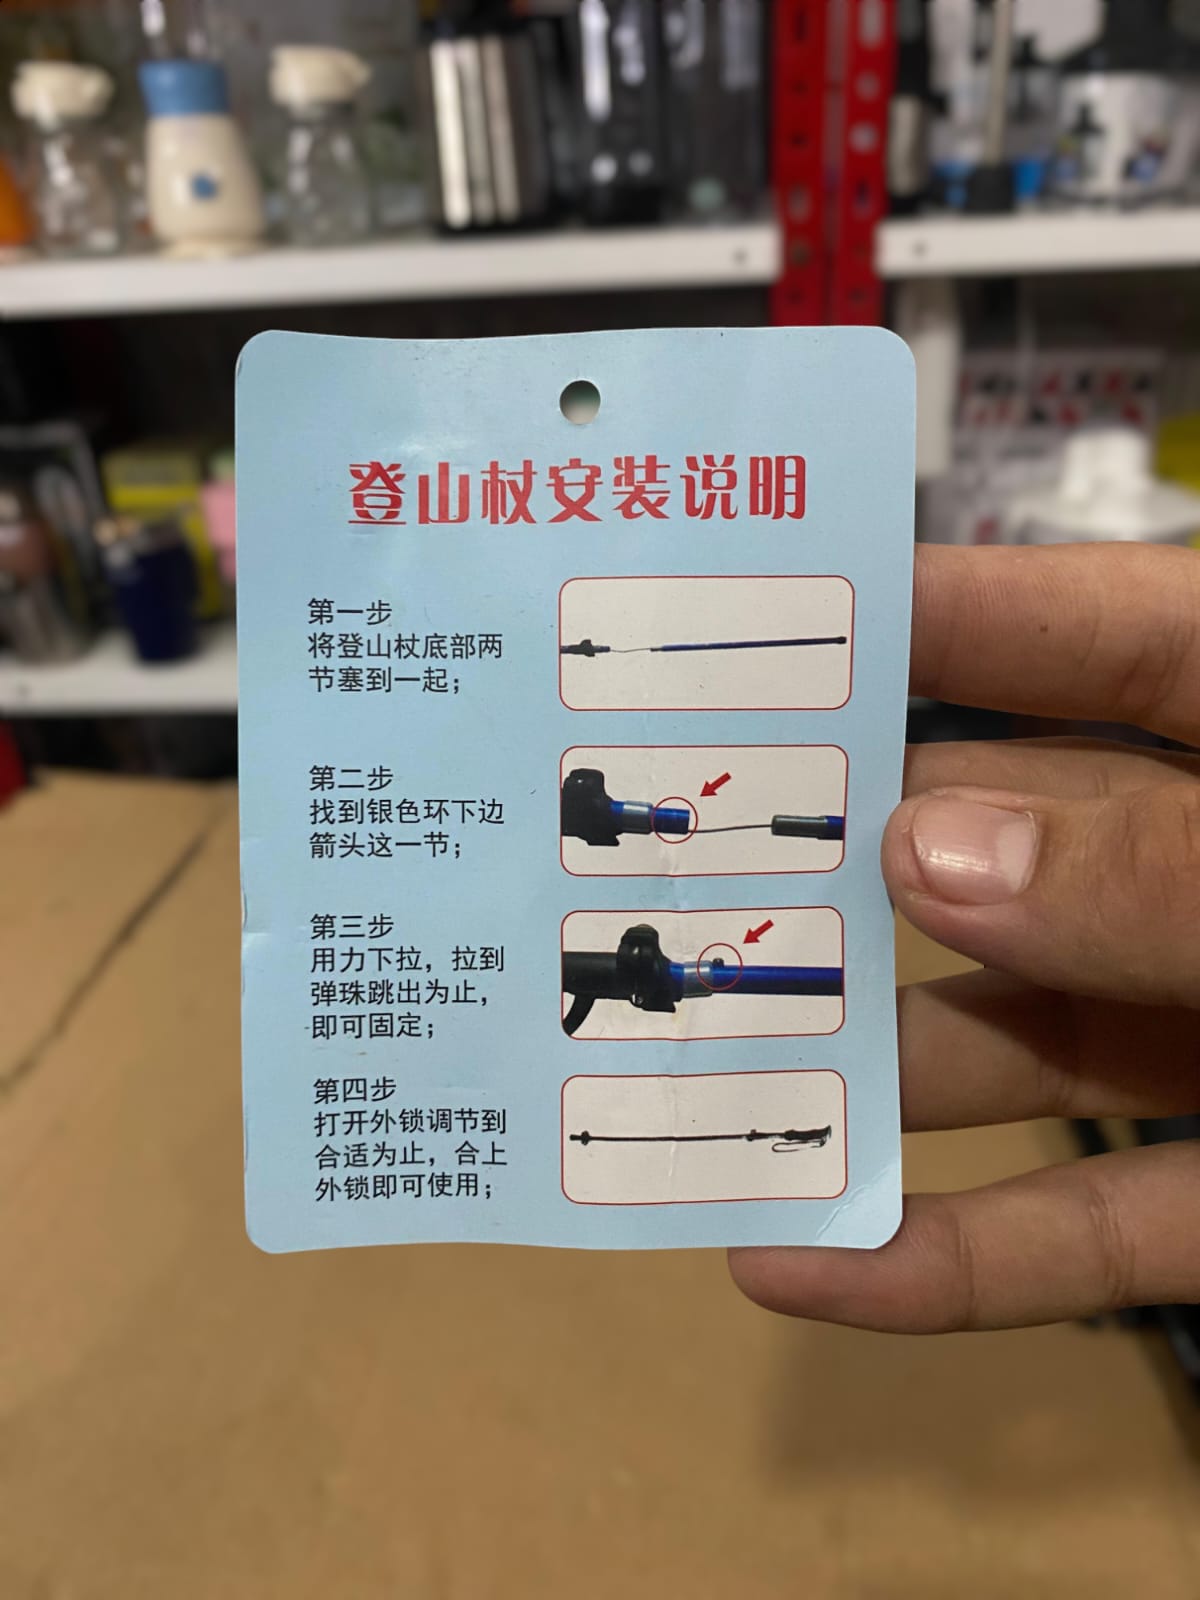 登山杖安装说明
第一步
将登山杖底部两
节塞到一起；
第二步
找到银色环下边
箭头这一节；
第三步
用力下拉，拉到
弹珠跳出为止，
即可固定；
第四步
打开外锁调节到
合适为止，合上
外锁即可使用；